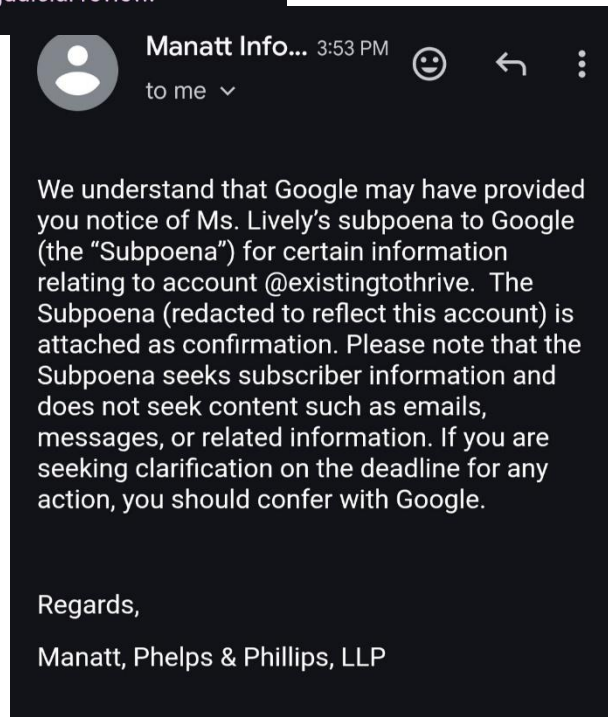 judicial review.
Manatt Info... 3:53 PM
to me
We understand that Google may have provided
you notice of Ms. Lively’s subpoena to Google
(the “Subpoena”) for certain information
relating to account @existingtothrive.  The
Subpoena (redacted to reflect this account) is
attached as confirmation. Please note that the
Subpoena seeks subscriber information and
does not seek content such as emails,
messages, or related information. If you are
seeking clarification on the deadline for any
action, you should confer with Google.
Regards,
Manatt, Phelps & Phillips, LLP